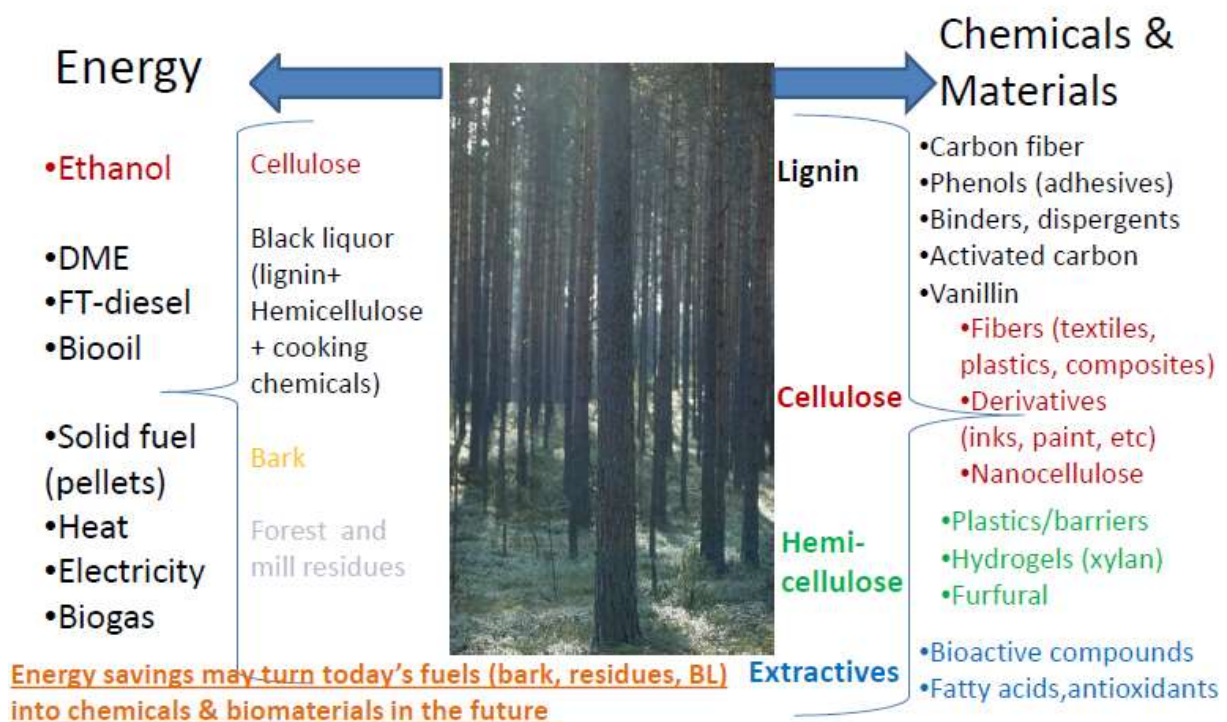 Energy
•Ethanol
•DME
•FT-diesel
•Biooil
•Solid fuel
(pellets)
•Heat
•Electricity
•Biogas
Cellulose
Black liquor
(lignin+
Hemicellulose
+ cooking
chemicals)
Bark
Forest and
mill residues
Chemicals &
Materials
Lignin
•Carbon fiber
•Phenols (adhesives)
•Binders, dispergents
•Activated carbon
•Vanillin
Cellulose
•Fibers (textiles,
plastics, composites)
•Derivatives
(inks, paint, etc)
•Nanocellulose
Hemi-
cellulose
•Plastics/barriers
•Hydrogels (xylan)
•Furfural
Extractives
•Bioactive compounds
•Fatty acids,antioxidants
Energy savings may turn today's fuels (bark, residues, BL)
into chemicals & biomaterials in the future